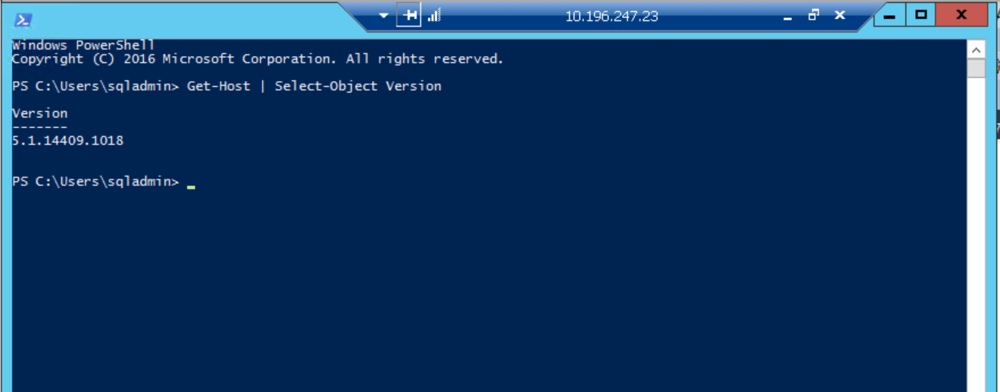 10.196.247.23
Windows PowerShell
Copyright (C) 2016 Microsoft Corporation. All rights reserved.
PS C:\Users\sqladmin> Get-Host | Select-Object Version
Version
-------
5.1.14409.1018
PS C:\Users\sqladmin>